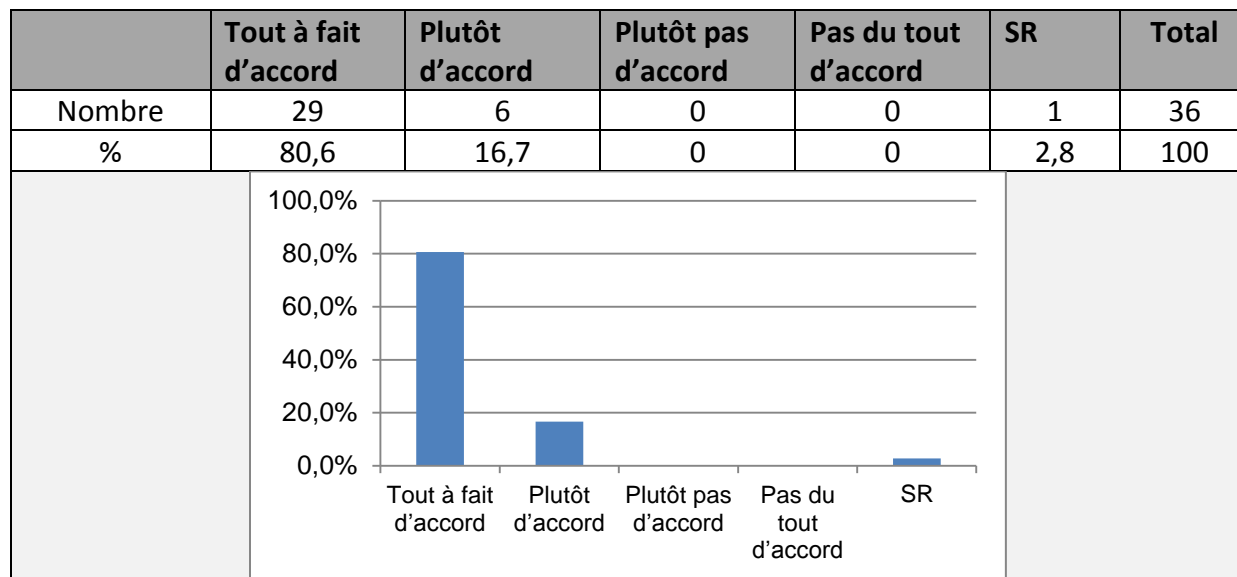 Tout à fait d’accord Plutôt d’accord Plutôt pas d’accord Pas du tout d’accord SR Total
Nombre 29 6 0 0 1 36
% 80,6 16,7 0 0 2,8 100
100,0%
80,0%
60,0%
40,0%
20,0%
0,0%
Tout à fait d’accord
Plutôt d’accord
Plutôt pas d’accord
Pas du tout d’accord
SR